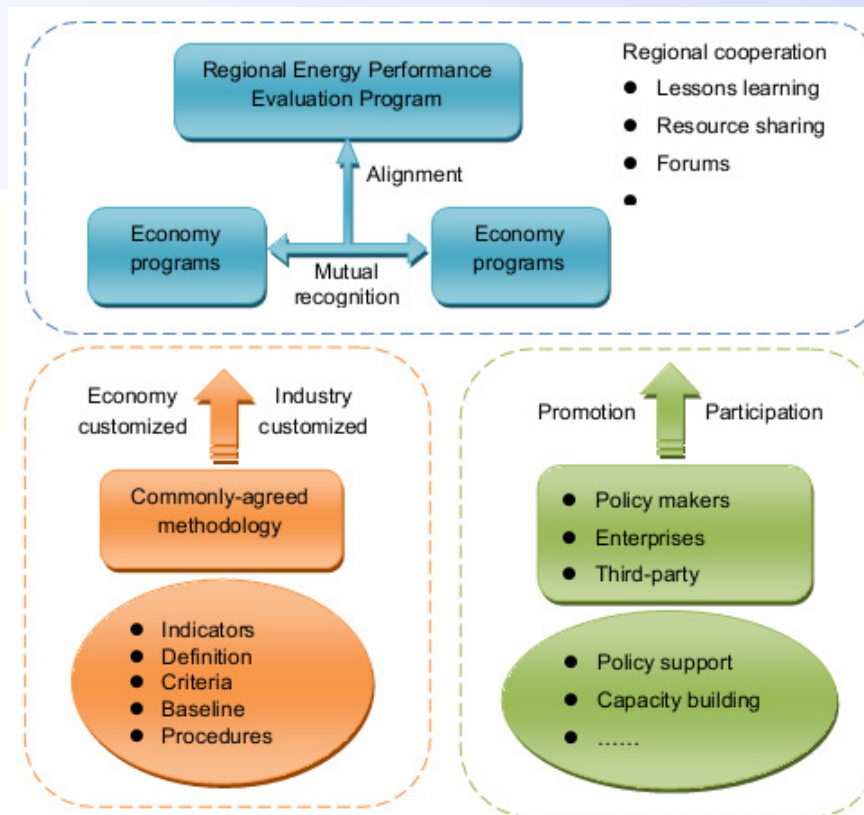 Regional Energy Performance
Evaluation Program
Regional cooperation
● Lessons learning
● Resource sharing
● Forums
●
Alignment
Economy
programs
Economy
programs
Mutual
recognition
Economy
customized
Industry
customized
Commonly-agreed
methodology
● Indicators
● Definition
● Criteria
● Baseline
● Procedures
Promotion
Participation
● Policy makers
● Enterprises
● Third-party
● Policy support
● Capacity building
● ......